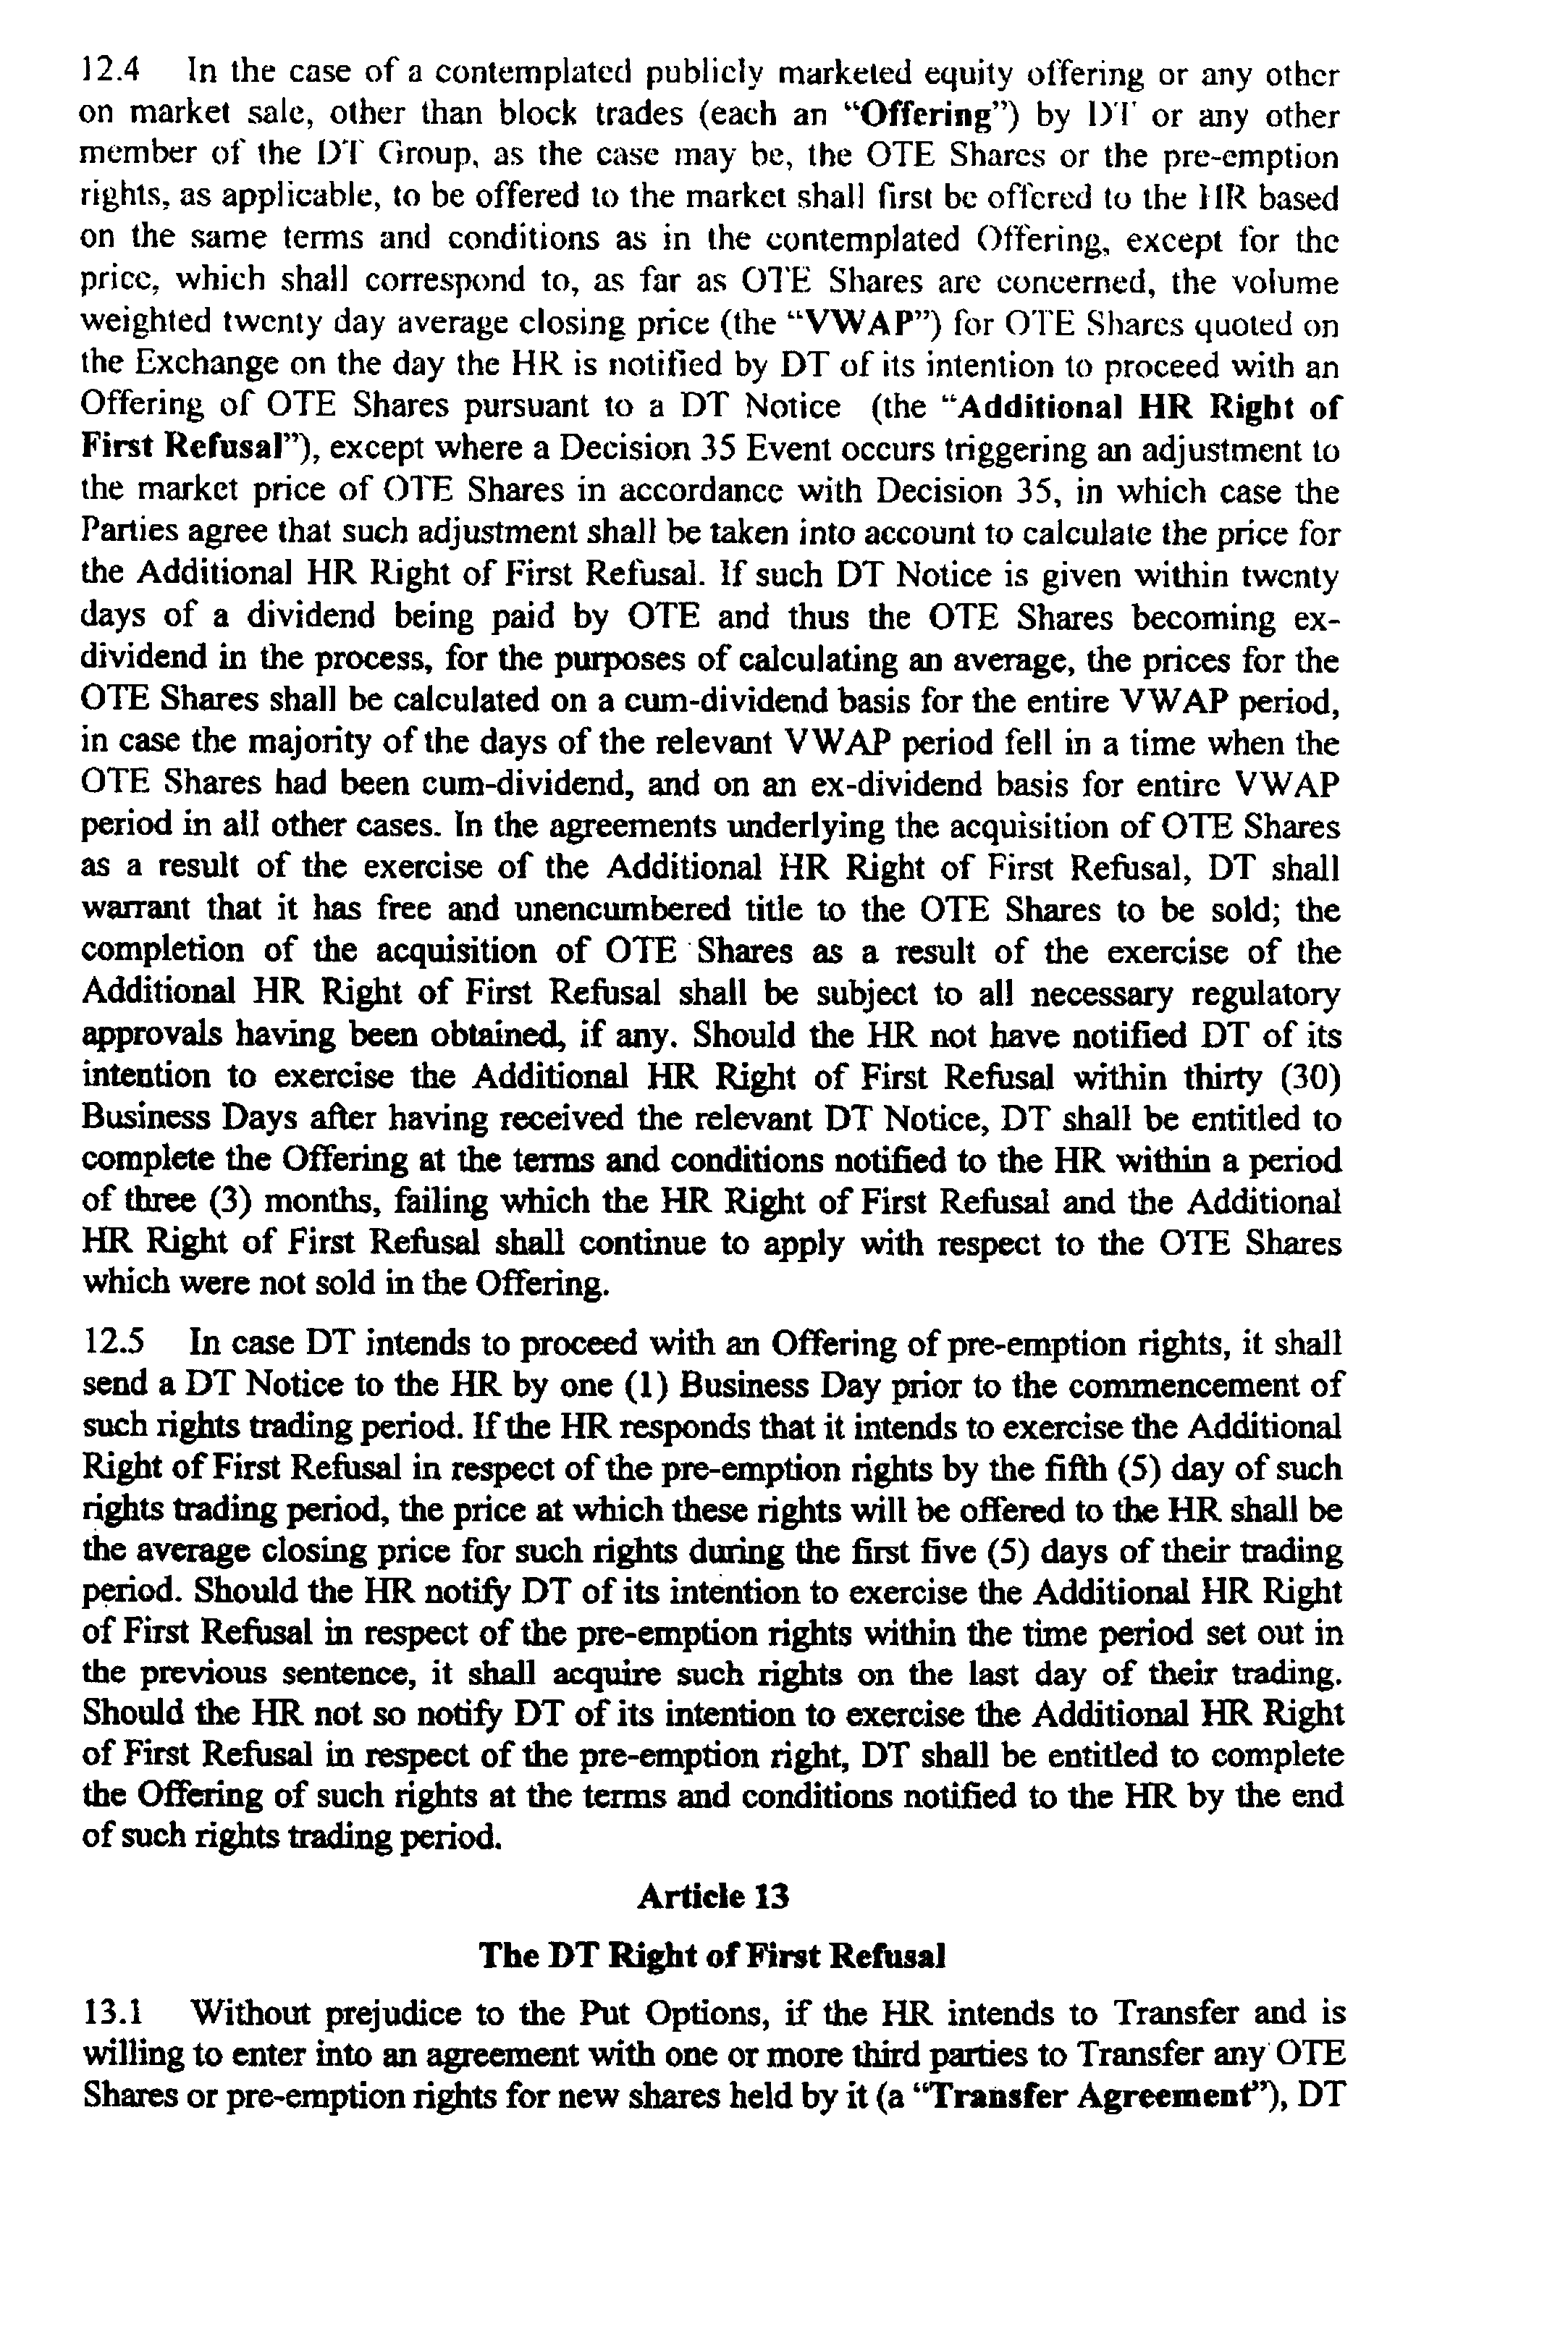 12.4 In the case of a contemplated publicly marketed equity offering or any other
on market sale, other than block trades (each an “Offering”) by DT or any other
member of the DT Group, as the case may be, the OTE Shares or the pre-emption
rights, as applicable, to be offered to the market shall first be offered to the HR based
on the same terms and conditions as in the contemplated Offering, except for the
price, which shall correspond to, as far as OTE Shares are concerned, the volume
weighted twenty day average closing price (the “VWAP”) for OTE Shares quoted on
the Exchange on the day the HR is notified by DT of its intention to proceed with an
Offering of OTE Shares pursuant to a DT Notice (the “Additional HR Right of
First Refusal”), except where a Decision 35 Event occurs triggering an adjustment to
the market price of OTE Shares in accordance with Decision 35, in which case the
Parties agree that such adjustment shall be taken into account to calculate the price for
the Additional HR Right of First Refusal. If such DT Notice is given within twenty
days of a dividend being paid by OTE and thus the OTE Shares becoming ex-
dividend in the process, for the purposes of calculating an average, the prices for the
OTE Shares shall be calculated on a cum-dividend basis for the entire VWAP period,
in case the majority of the days of the relevant VWAP period fell in a time when the
OTE Shares had been cum-dividend, and on an ex-dividend basis for entire VWAP
period in all other cases. In the agreements underlying the acquisition of OTE Shares
as a result of the exercise of the Additional HR Right of First Refusal, DT shall
warrant that it has free and unencumbered title to the OTE Shares to be sold; the
completion of the acquisition of OTE Shares as a result of the exercise of the
Additional HR Right of First Refusal shall be subject to all necessary regulatory
approvals having been obtained, if any. Should the HR not have notified DT of its
intention to exercise the Additional HR Right of First Refusal within thirty (30)
Business Days after having received the relevant DT Notice, DT shall be entitled to
complete the Offering at the terms and conditions notified to the HR within a period
of three (3) months, failing which the HR Right of First Refusal and the Additional
HR Right of First Refusal shall continue to apply with respect to the OTE Shares
which were not sold in the Offering.
12.5 In case DT intends to proceed with an Offering of pre-emption rights, it shall
send a DT Notice to the HR by one (1) Business Day prior to the commencement of
such rights trading period. If the HR responds that it intends to exercise the Additional
Right of First Refusal in respect of the pre-emption rights by the fifth (5) day of such
rights trading period, the price at which these rights will be offered to the HR shall be
the average closing price for such rights during the first five (5) days of their trading
period. Should the HR notify DT of its intention to exercise the Additional HR Right
of First Refusal in respect of the pre-emption rights within the time period set out in
the previous sentence, it shall acquire such rights on the last day of their trading.
Should the HR not so notify DT of its intention to exercise the Additional HR Right
of First Refusal in respect of the pre-emption right, DT shall be entitled to complete
the Offering of such rights at the terms and conditions notified to the HR by the end
of such rights trading period.
Article 13
The DT Right of First Refusal
13.1 Without prejudice to the Put Options, if the HR intends to Transfer and is
willing to enter into an agreement with one or more third parties to Transfer any OTE
Shares or pre-emption rights for new shares held by it (a “Transfer Agreement”), DT